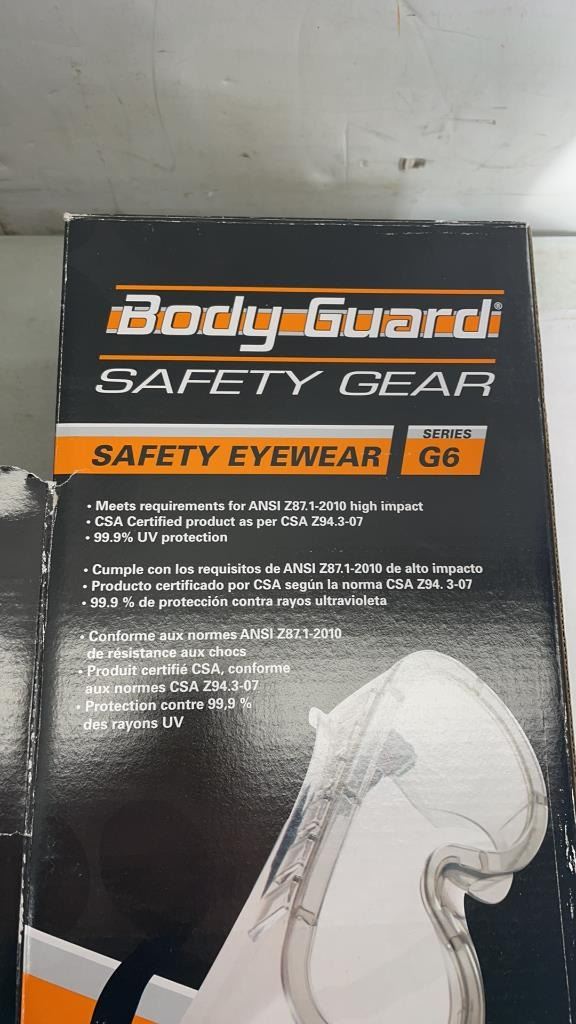 Body Guard®
SAFETY GEAR
SAFETY EYEWEAR
SERIES
G6
• Meets requirements for ANSI Z87.1-2010 high impact
• CSA Certified product as per CSA Z94.3-07
• 99.9% UV protection
• Cumple con los requisitos de ANSI Z87.1-2010 de alto impacto
• Producto certificado por CSA según la norma CSA Z94. 3-07
• 99.9 % de protección contra rayos ultravioleta
• Conforme aux normes ANSI Z87.1-2010
de résistance aux chocs
• Produit certifié CSA, conforme
aux normes CSA Z94.3-07
• Protection contre 99,9 %
des rayons UV